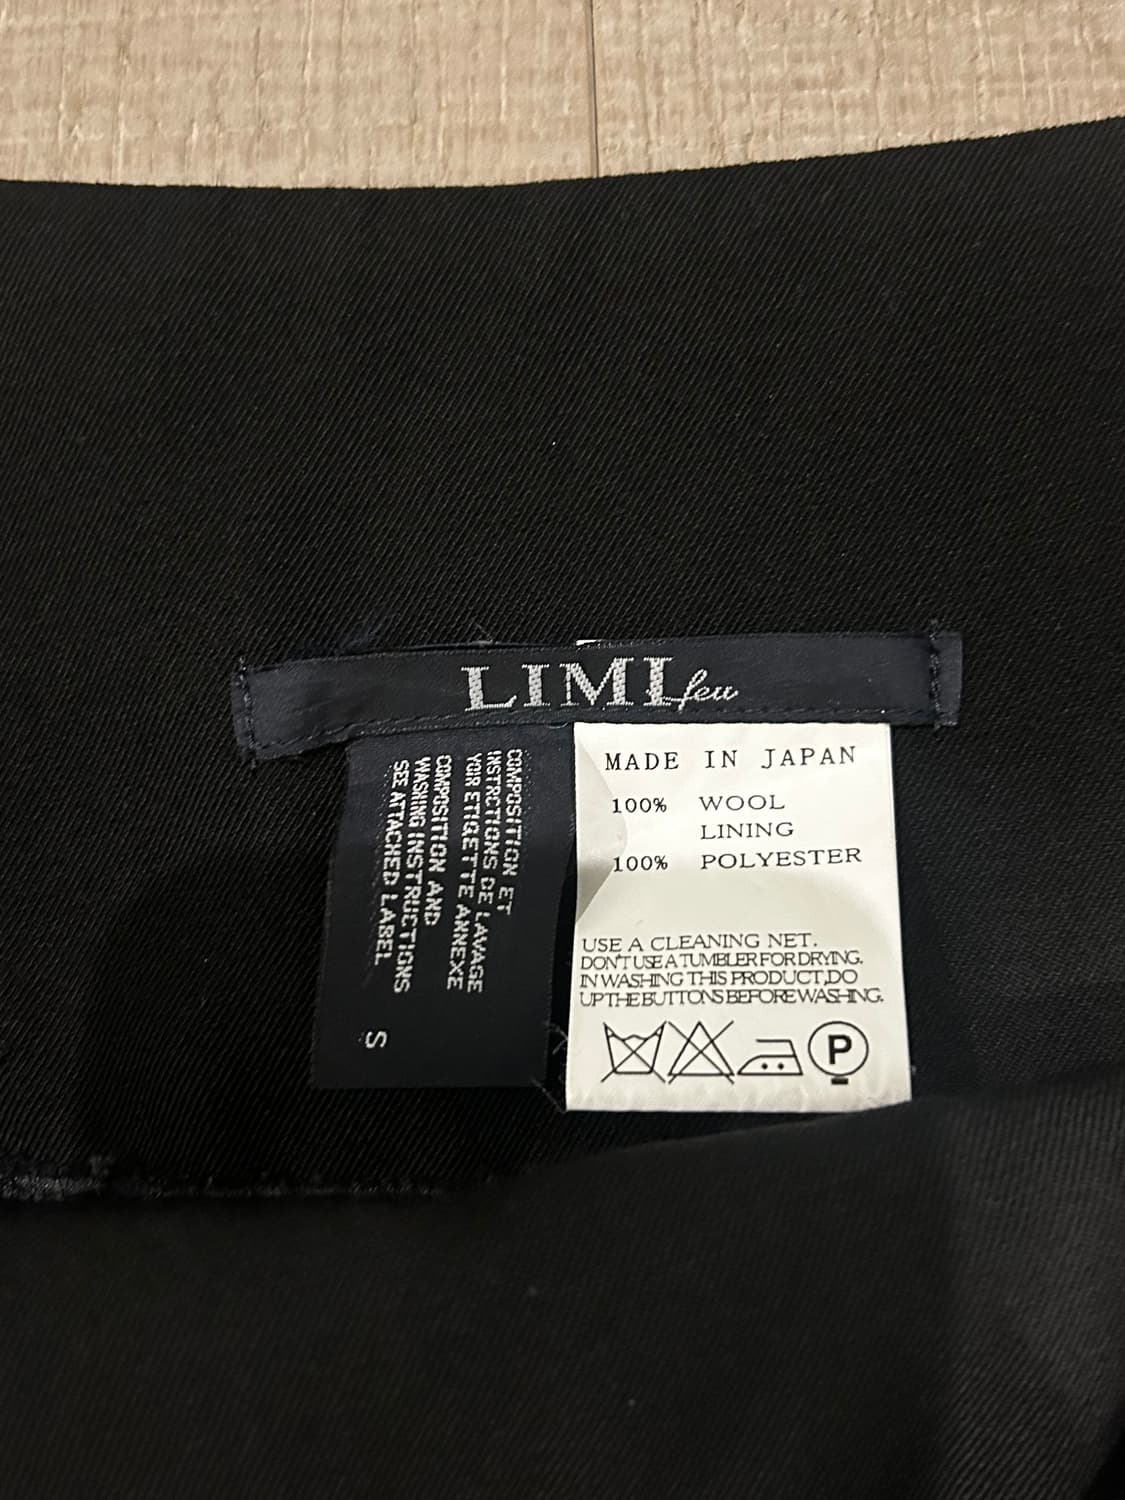 LIMI feu
COMPOSITION ET
INSTRCTIONS DE LAVAGE
VOIR ETIQETTE ANNEXE
COMPOSITION AND
WASHING INSTRUCTIONS
SEE ATTACHED LABEL
S
MADE IN JAPAN
100% WOOL
LINING
100% POLYESTER
USE A CLEANING NET.
DON'T USE A TUMBLER FOR DRYING.
IN WASHING THIS PRODUCT,DO
UP THE BUTTONS BEFORE WASHING.
P